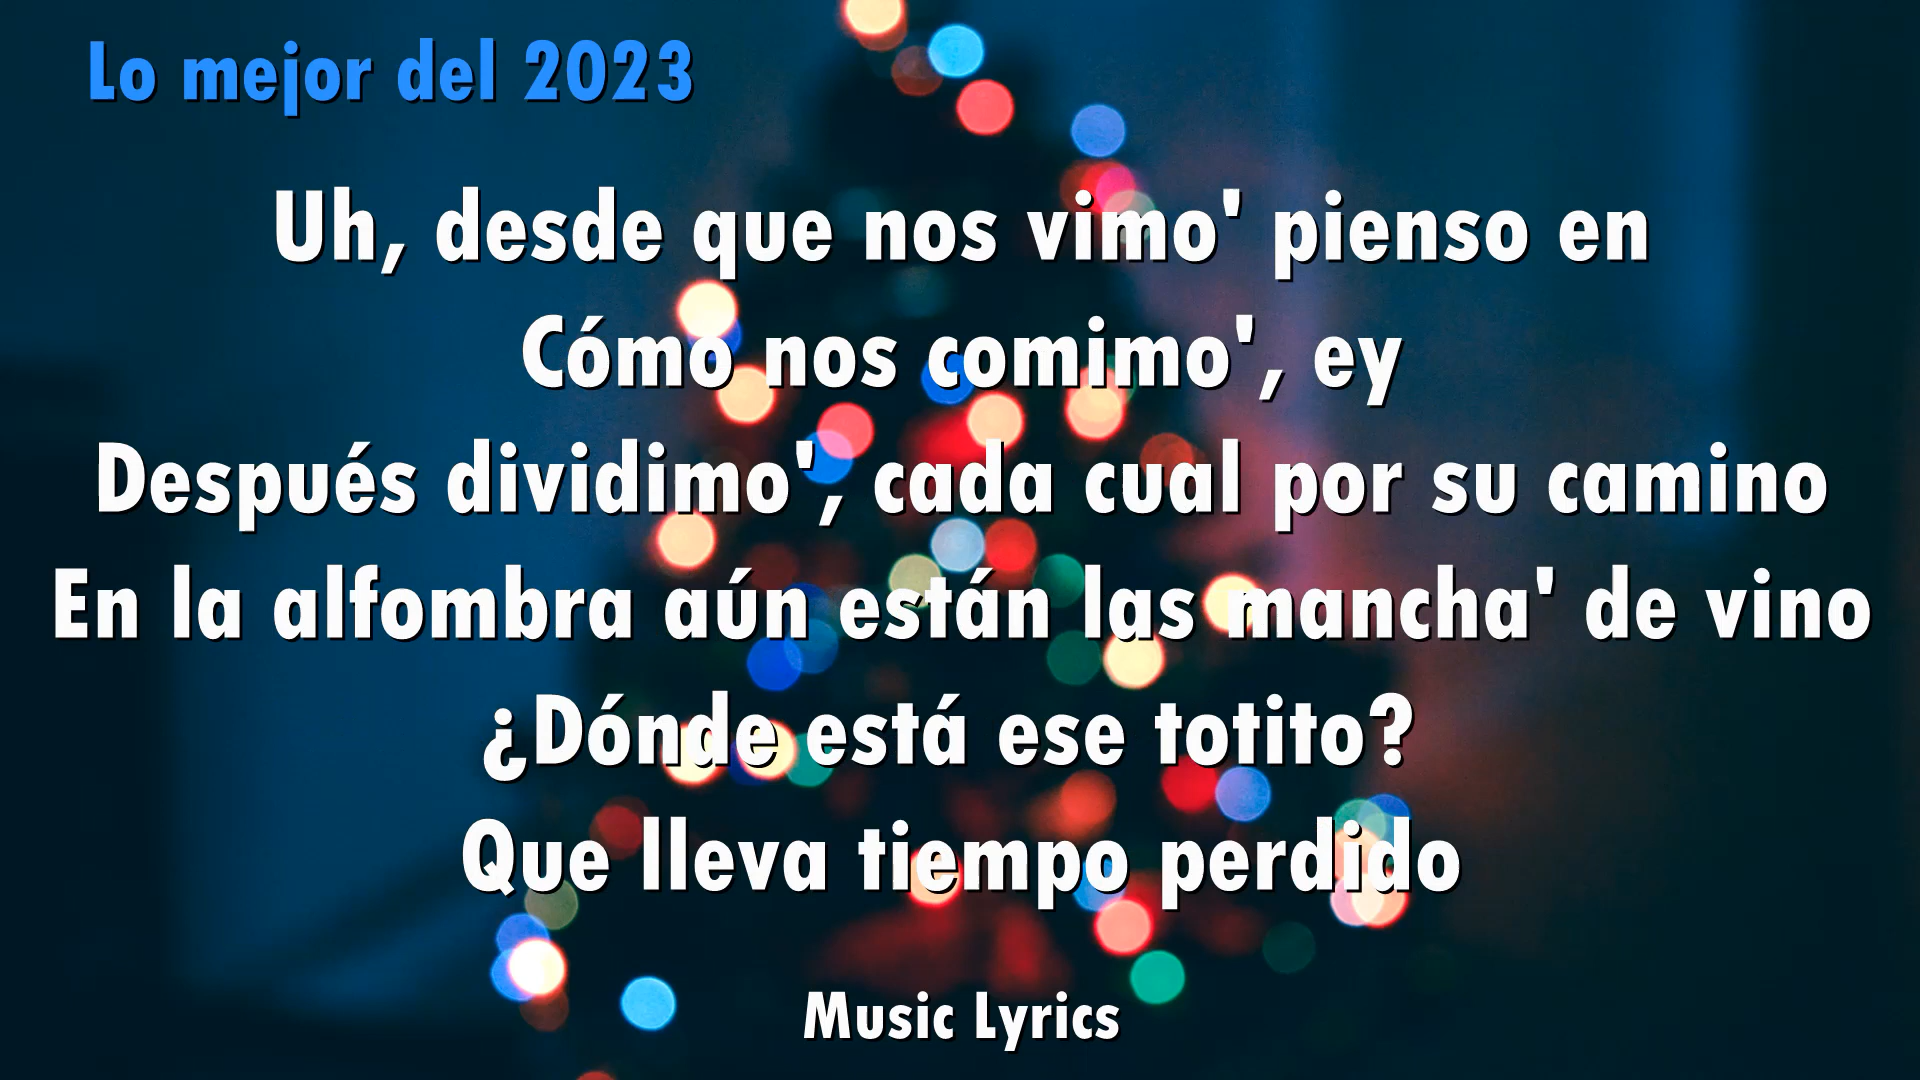 Lo mejor del 2023
Uh, desde que nos vimo' pienso en
Cómo nos comimo', ey
Después dividimo', cada cual por su camino
En la alfombra aún están las mancha' de vino
¿Dónde está ese totito?
Que lleva tiempo perdido
Music Lyrics